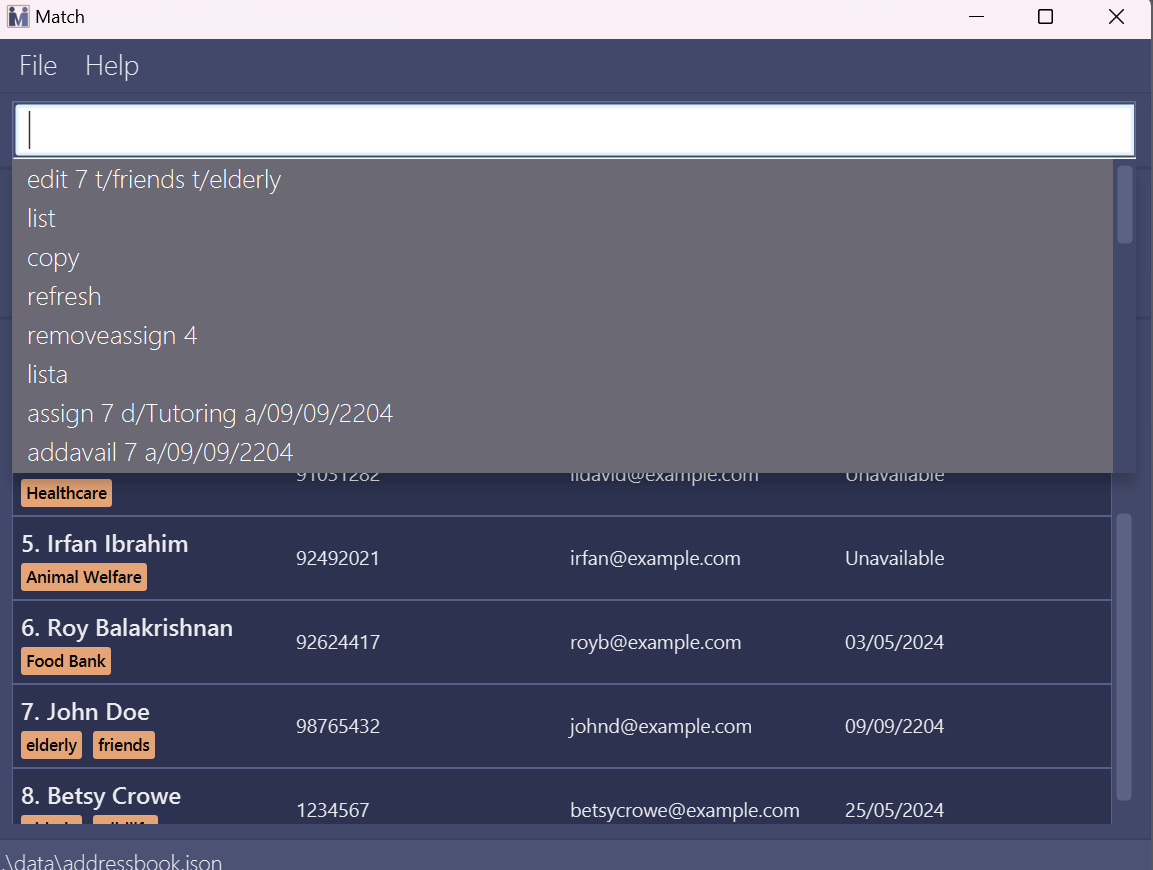 Match
File Help
edit 7 t/friends t/elderly
list
copy
refresh
removeassign 4
lista
assign 7 d/Tutoring a/09/09/2204
addavail 7 a/09/09/2204
91031282 lidavid@example.com Unavailable
Healthcare
5. Irfan Ibrahim 92492021 irfan@example.com Unavailable
Animal Welfare
6. Roy Balakrishnan 92624417 royb@example.com 03/05/2024
Food Bank
7. John Doe 98765432 johnd@example.com 09/09/2204
elderly friends
8. Betsy Crowe 1234567 betsycrowe@example.com 25/05/2024
.\data\addressbook.json